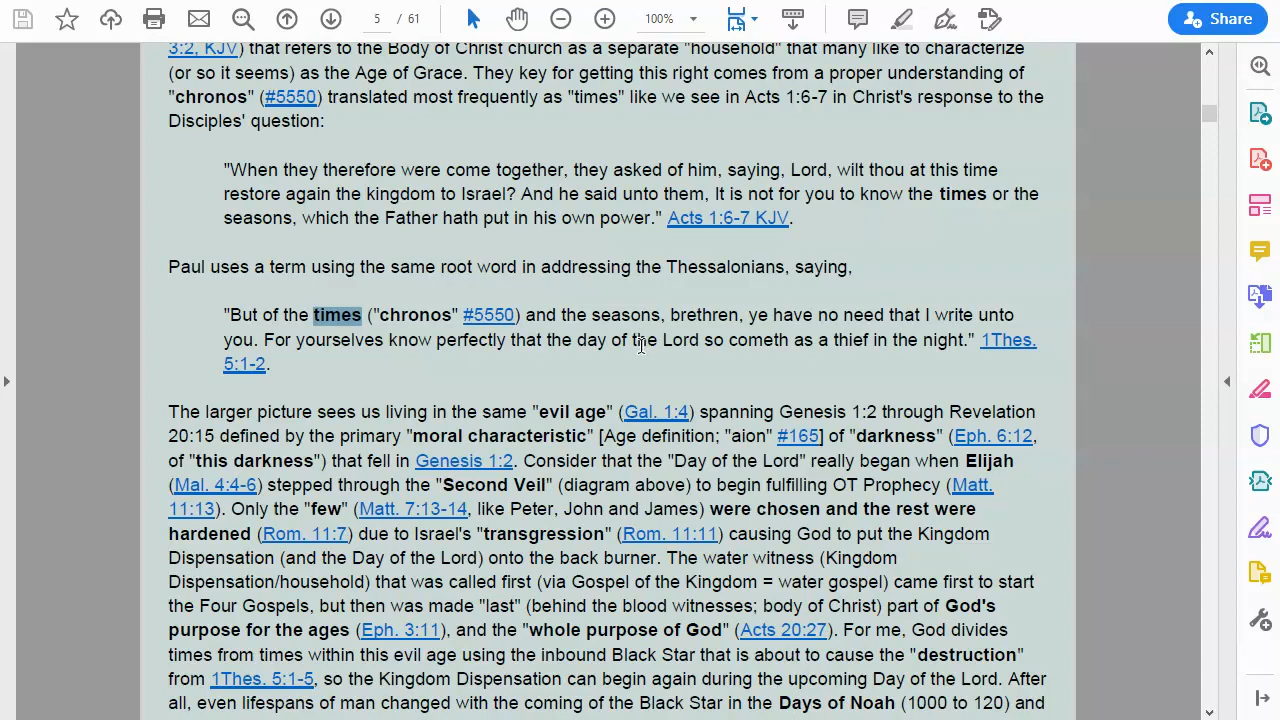 5 / 61
100%
Share
3:2, KJV) that refers to the Body of Christ church as a separate "household" that many like to characterize
(or so it seems) as the Age of Grace. They key for getting this right comes from a proper understanding of
"chronos" (#5550) translated most frequently as "times" like we see in Acts 1:6-7 in Christ's response to the
Disciples' question:
"When they therefore were come together, they asked of him, saying, Lord, wilt thou at this time
restore again the kingdom to Israel? And he said unto them, It is not for you to know the times or the
seasons, which the Father hath put in his own power." Acts 1:6-7 KJV.
Paul uses a term using the same root word in addressing the Thessalonians, saying,
"But of the times ("chronos" #5550) and the seasons, brethren, ye have no need that I write unto
you. For yourselves know perfectly that the day of the Lord so cometh as a thief in the night." 1Thes.
5:1-2.
The larger picture sees us living in the same "evil age" (Gal. 1:4) spanning Genesis 1:2 through Revelation
20:15 defined by the primary "moral characteristic" [Age definition; "aion" #165] of "darkness" (Eph. 6:12,
of "this darkness") that fell in Genesis 1:2. Consider that the "Day of the Lord" really began when Elijah
(Mal. 4:4-6) stepped through the "Second Veil" (diagram above) to begin fulfilling OT Prophecy (Matt.
11:13). Only the "few" (Matt. 7:13-14, like Peter, John and James) were chosen and the rest were
hardened (Rom. 11:7) due to Israel's "transgression" (Rom. 11:11) causing God to put the Kingdom
Dispensation (and the Day of the Lord) onto the back burner. The water witness (Kingdom
Dispensation/household) that was called first (via Gospel of the Kingdom = water gospel) came first to start
the Four Gospels, but then was made "last" (behind the blood witnesses; body of Christ) part of God's
purpose for the ages (Eph. 3:11), and the "whole purpose of God" (Acts 20:27). For me, God divides
times from times within this evil age using the inbound Black Star that is about to cause the "destruction"
from 1Thes. 5:1-5, so the Kingdom Dispensation can begin again during the upcoming Day of the Lord. After
all, even lifespans of man changed with the coming of the Black Star in the Days of Noah (1000 to 120) and